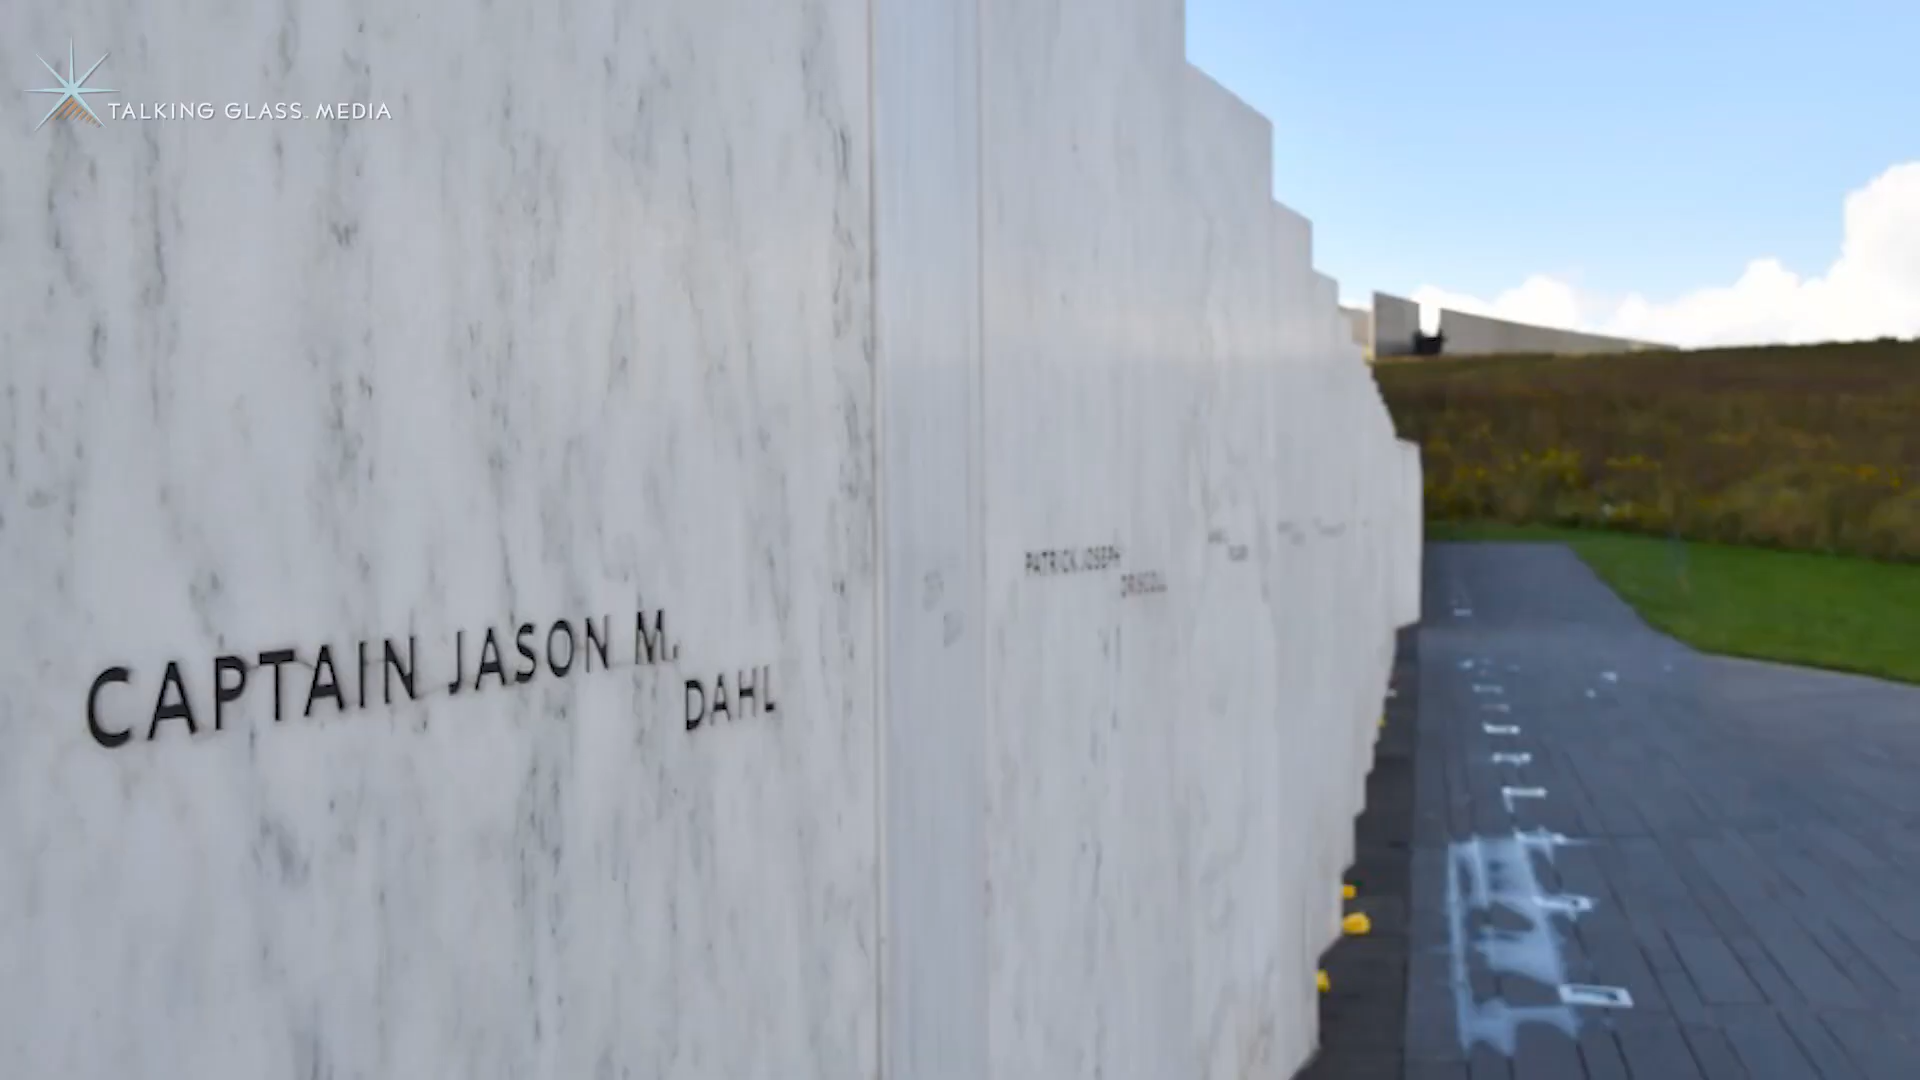 TALKING GLASS MEDIA
CAPTAIN JASON M.
DAHL
PATRICK JOSEPH
DRISCOLL